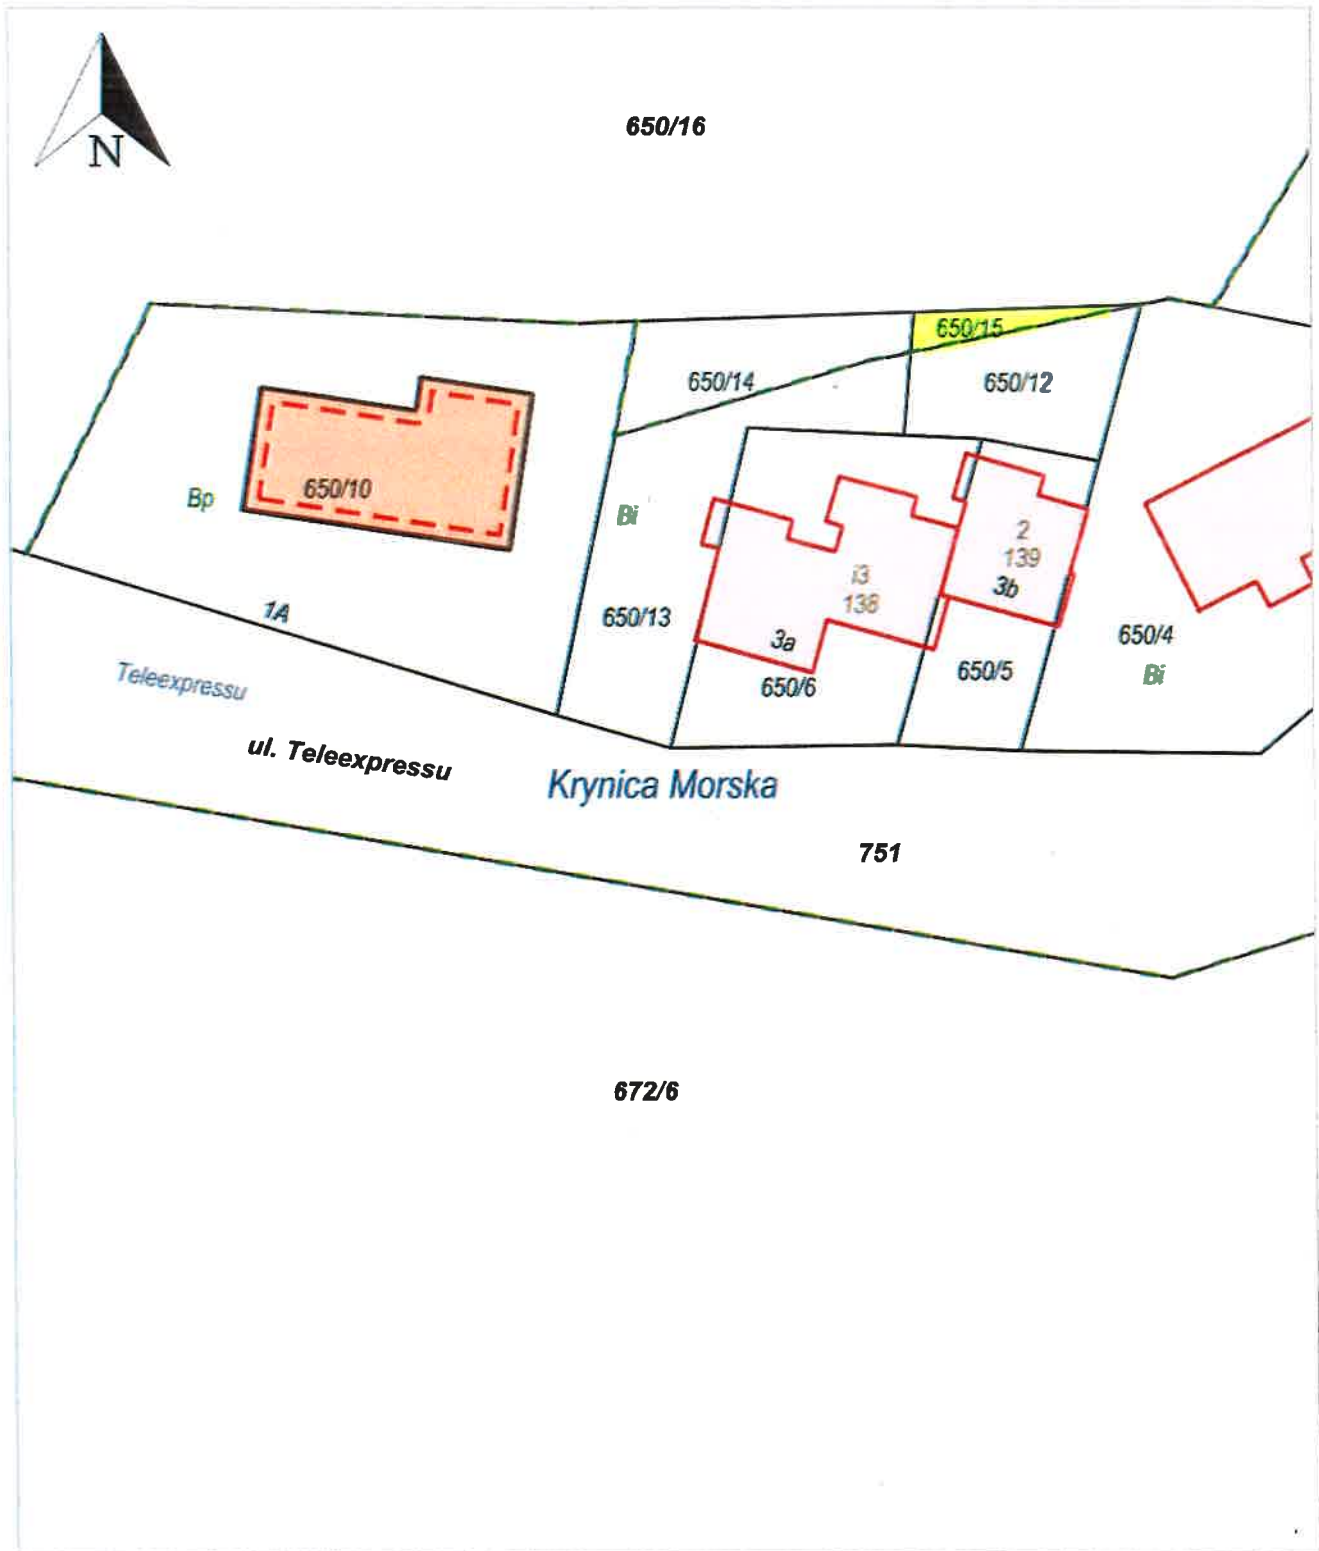 N
650/16
650/15
650/14
650/12
650/10
Bp
Bi
2
139
3b
i3
138
3a
1A
650/13
650/4
Bi
650/5
650/6
Teleexpressu
ul. Teleexpressu
Krynica Morska
751
672/6